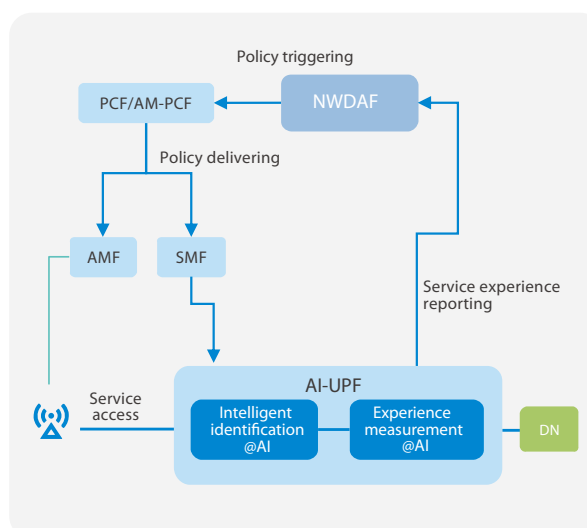 Policy triggering
PCF/AM-PCF
NWDAF
Policy delivering
AMF
SMF
Service experience
reporting
AI-UPF
Service
access
Intelligent
identification
@AI
Experience
measurement
@AI
DN